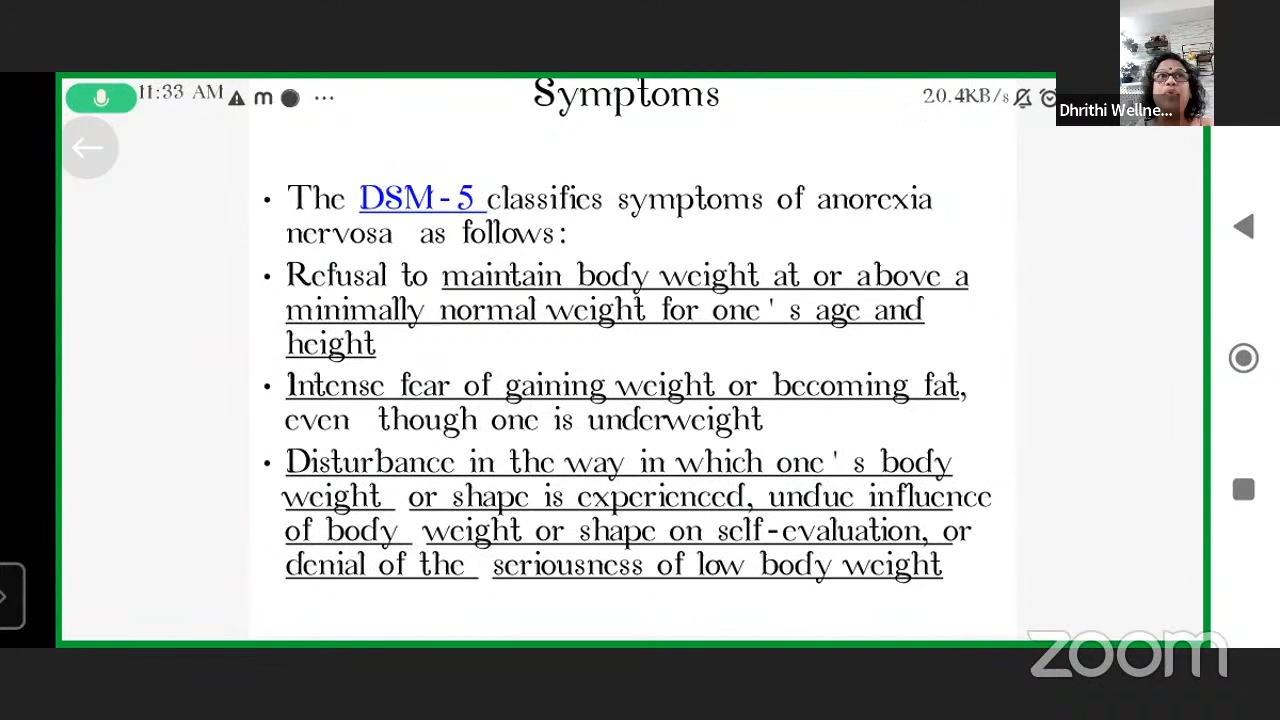 11:33 AM
Symptoms
20.4KB/s
Dhrithi Wellne...
• The DSM-5 classifies symptoms of anorexia
nervosa as follows:
• Refusal to maintain body weight at or above a
minimally normal weight for one's age and
height
• Intense fear of gaining weight or becoming fat,
even though one is underweight
• Disturbance in the way in which one's body
weight or shape is experienced, undue influence
of body weight or shape on self-evaluation, or
denial of the seriousness of low body weight
zoom